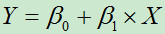 Y = β₀ + β₁ × X